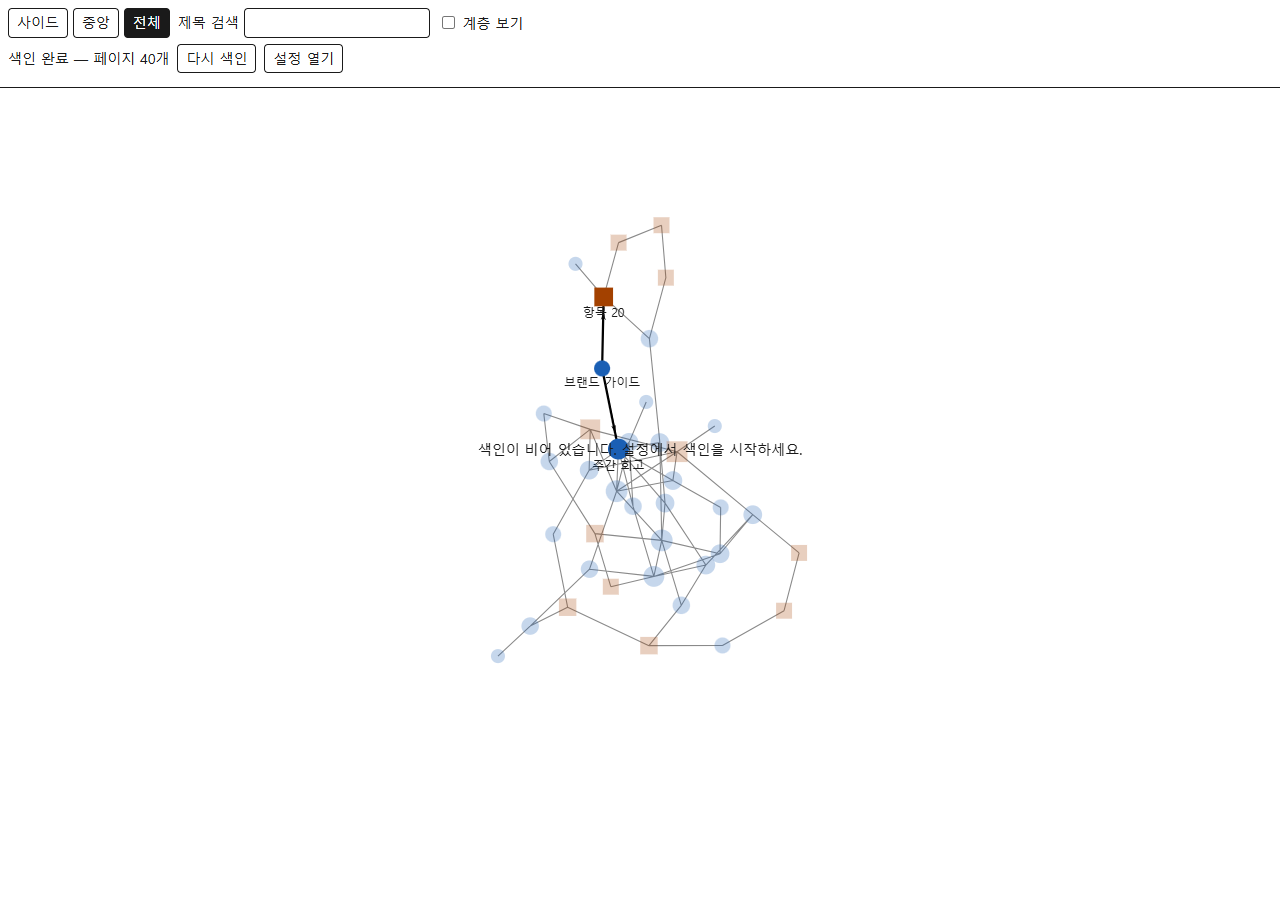 사이드 중앙 전체 제목 검색 계층 보기
색인 완료 — 페이지 40개 다시 색인 설정 열기
항목 20
브랜드 가이드
색인이 비어 있습니다. 설정에서 색인을 시작하세요.
주간 회고